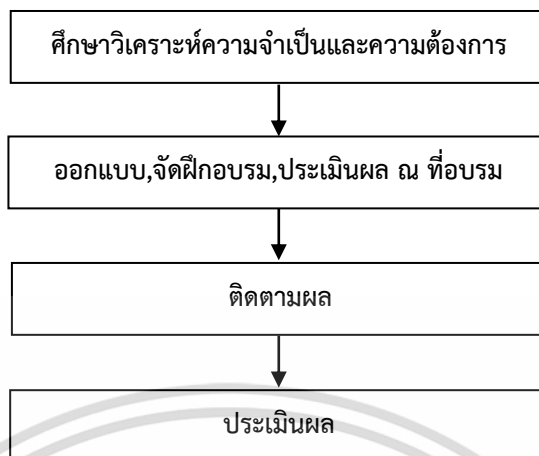 ศึกษาวิเคราะห์ความจำเป็นและความต้องการ
ออกแบบ,จัดฝึกอบรม,ประเมินผล ณ ที่อบรม
ติดตามผล
ประเมินผล